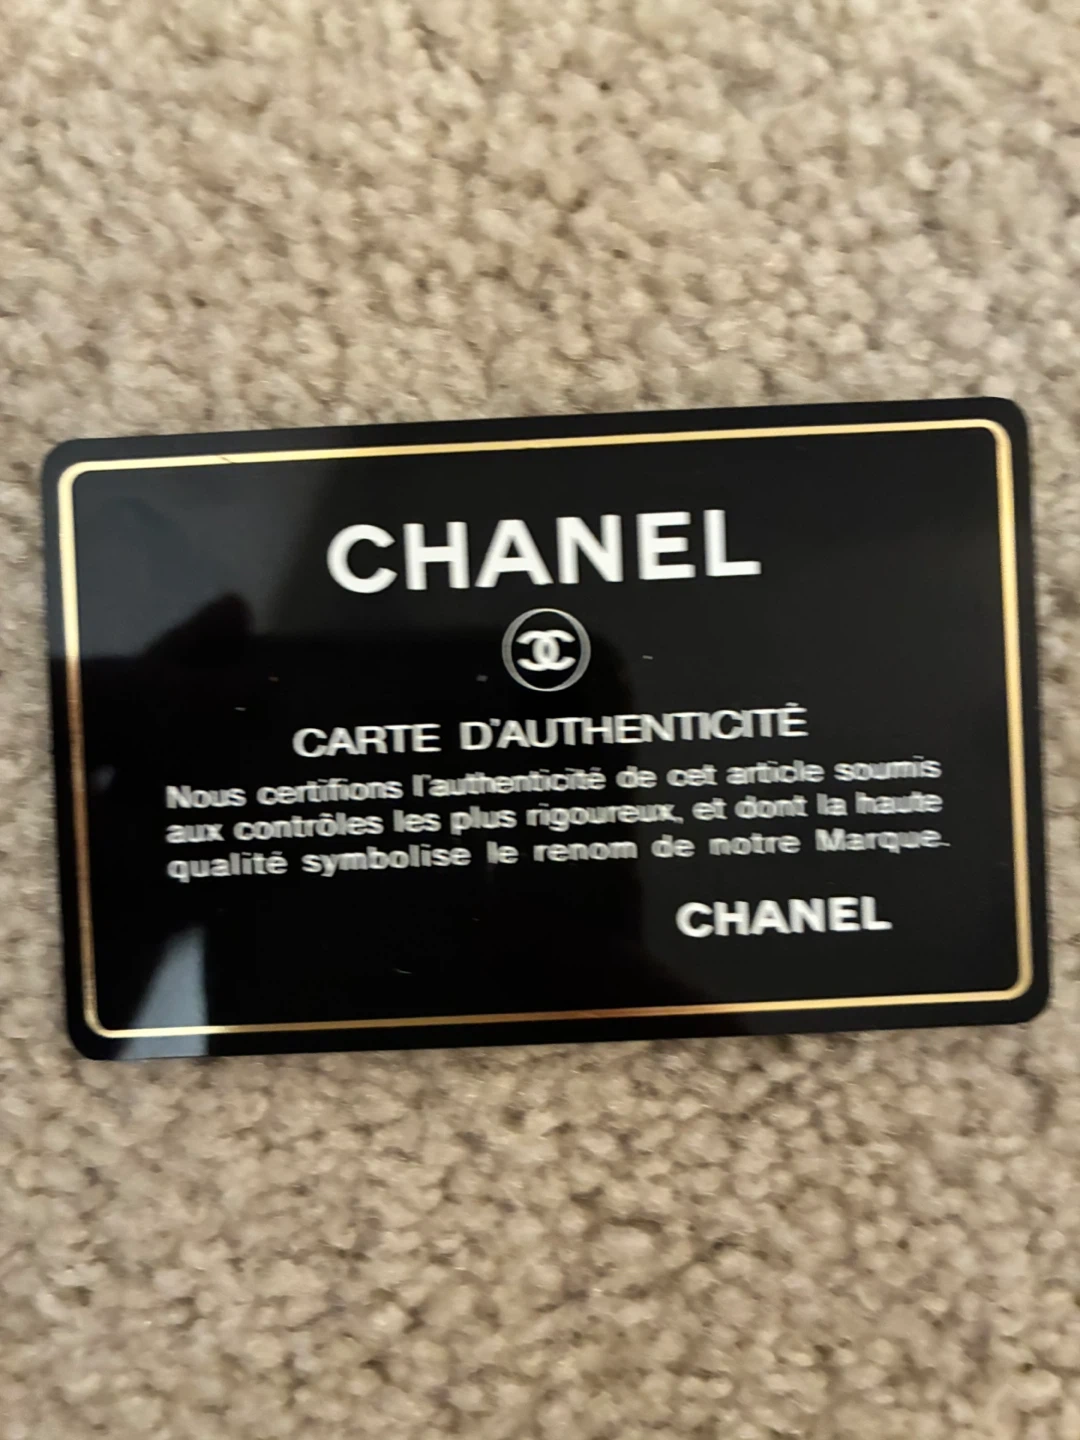 CHANEL
CARTE D'AUTHENTICITÉ
Nous certifions l'authenticité de cet article soumis
aux contrôles les plus rigoureux, et dont la haute
qualité symbolise le renom de notre Marque.
CHANEL